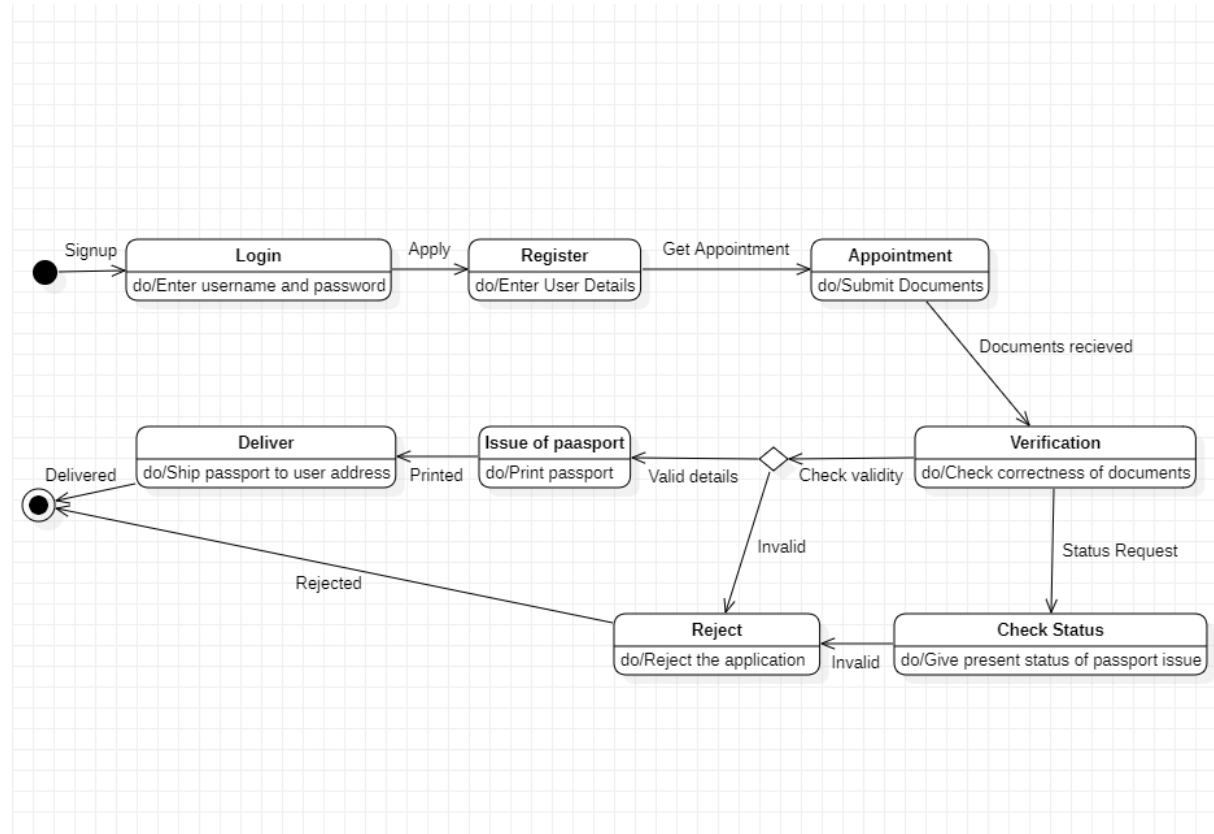 Signup
Login
do/Enter username and password
Apply
Register
do/Enter User Details
Get Appointment
Appointment
do/Submit Documents
Documents recieved
Verification
do/Check correctness of documents
Check validity
Valid details
Issue of paasport
do/Print passport
Printed
Deliver
do/Ship passport to user address
Delivered
Invalid
Status Request
Check Status
do/Give present status of passport issue
Invalid
Reject
do/Reject the application
Rejected